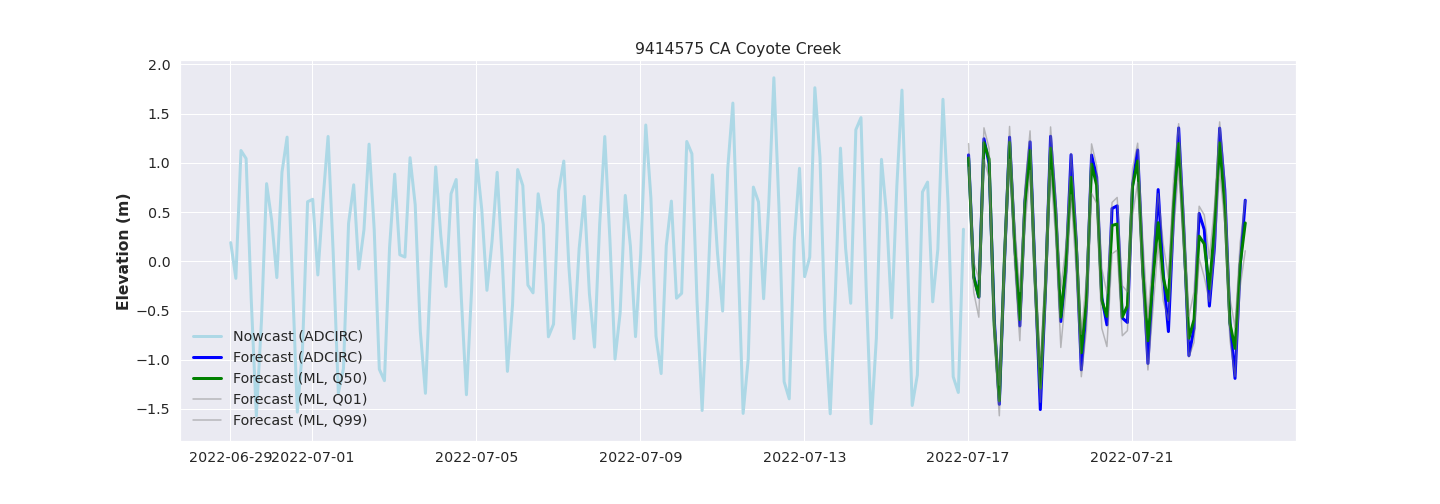 9414575 CA Coyote Creek
Elevation (m)
2.0
1.5
1.0
0.5
0.0
−0.5
−1.0
−1.5
Nowcast (ADCIRC)
Forecast (ADCIRC)
Forecast (ML, Q50)
Forecast (ML, Q01)
Forecast (ML, Q99)
2022-06-29 2022-07-01 2022-07-05 2022-07-09 2022-07-13 2022-07-17 2022-07-21